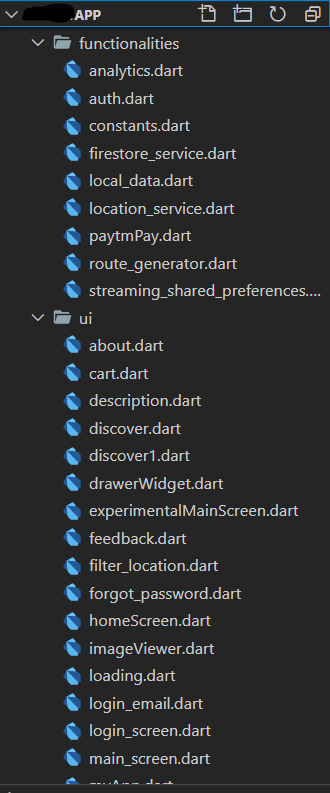 .APP
functionalities
analytics.dart
auth.dart
constants.dart
firestore_service.dart
local_data.dart
location_service.dart
paytmPay.dart
route_generator.dart
streaming_shared_preferences....
ui
about.dart
cart.dart
description.dart
discover.dart
discover1.dart
drawerWidget.dart
experimentalMainScreen.dart
feedback.dart
filter_location.dart
forgot_password.dart
homeScreen.dart
imageViewer.dart
loading.dart
login_email.dart
login_screen.dart
main_screen.dart
myApp.dart